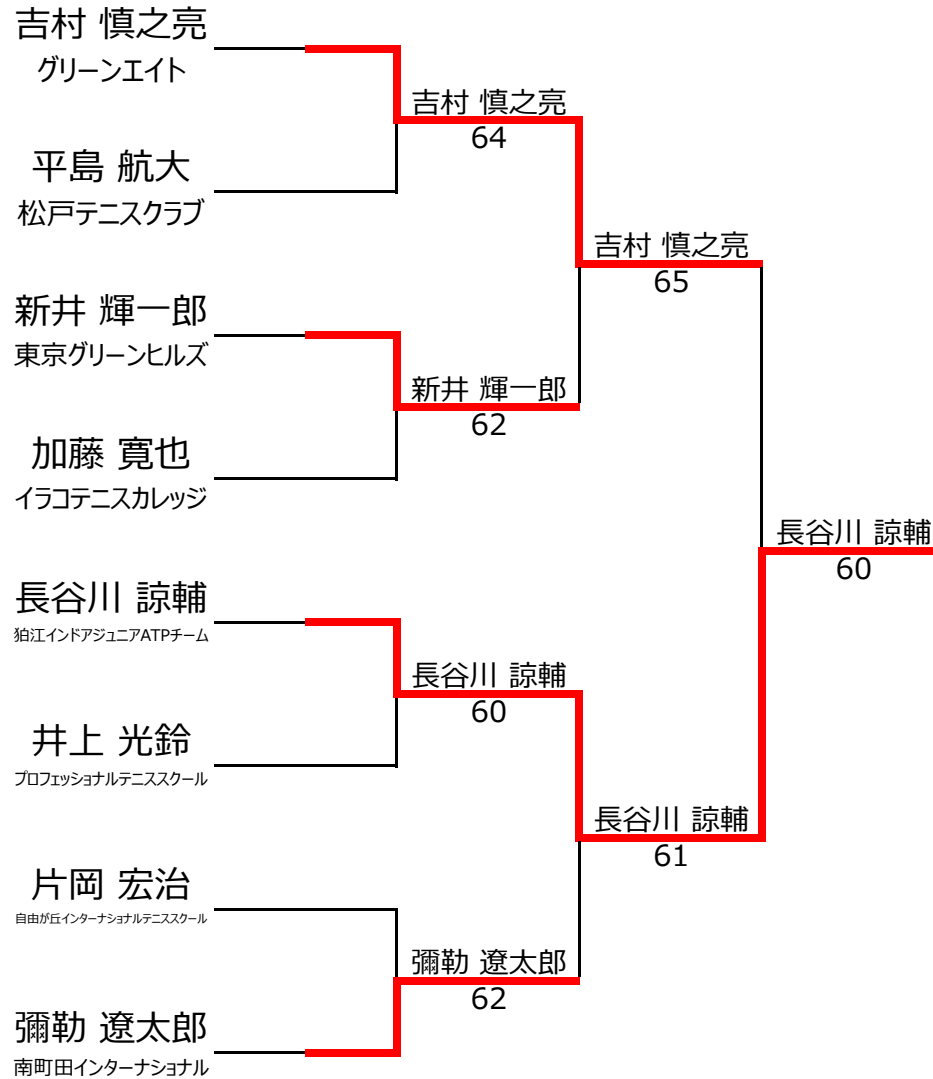 吉村 慎之亮
グリーンエイト
吉村 慎之亮
64
平島 航大
松戸テニスクラブ
吉村 慎之亮
65
新井 輝一郎
東京グリーンヒルズ
新井 輝一郎
62
加藤 寛也
イラコテニスカレッジ
長谷川 諒輔
60
長谷川 諒輔
狛江インドアジュニアATPチーム
長谷川 諒輔
60
井上 光鈴
プロフェッショナルテニススクール
長谷川 諒輔
61
片岡 宏治
自由が丘インターナショナルテニススクール
彌勒 遼太郎
62
彌勒 遼太郎
南町田インターナショナル